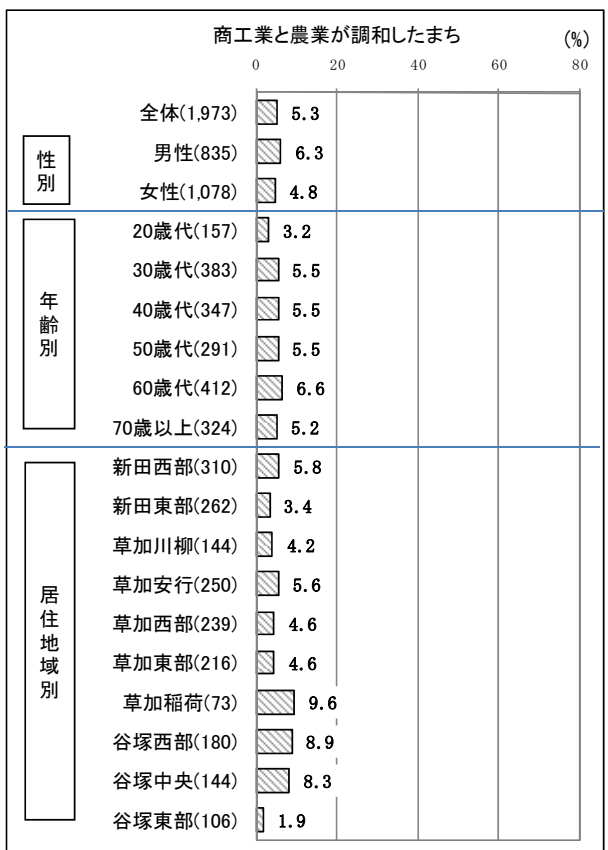 商工業と農業が調和したまち
(%)
0 20 40 60 80
性別
全体(1,973) 5.3
男性(835) 6.3
女性(1,078) 4.8
年齢別
20歳代(157) 3.2
30歳代(383) 5.5
40歳代(347) 5.5
50歳代(291) 5.5
60歳代(412) 6.6
70歳以上(324) 5.2
居住地域別
新田西部(310) 5.8
新田東部(262) 3.4
草加川柳(144) 4.2
草加安行(250) 5.6
草加西部(239) 4.6
草加東部(216) 4.6
草加稲荷(73) 9.6
谷塚西部(180) 8.9
谷塚中央(144) 8.3
谷塚東部(106) 1.9